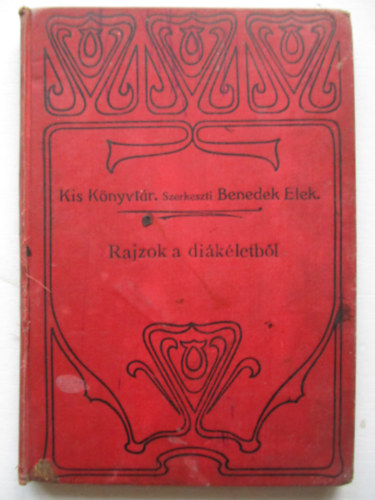 Kis Könyvtár. Szerkeszti Benedek Elek.
Rajzok a diákéletből